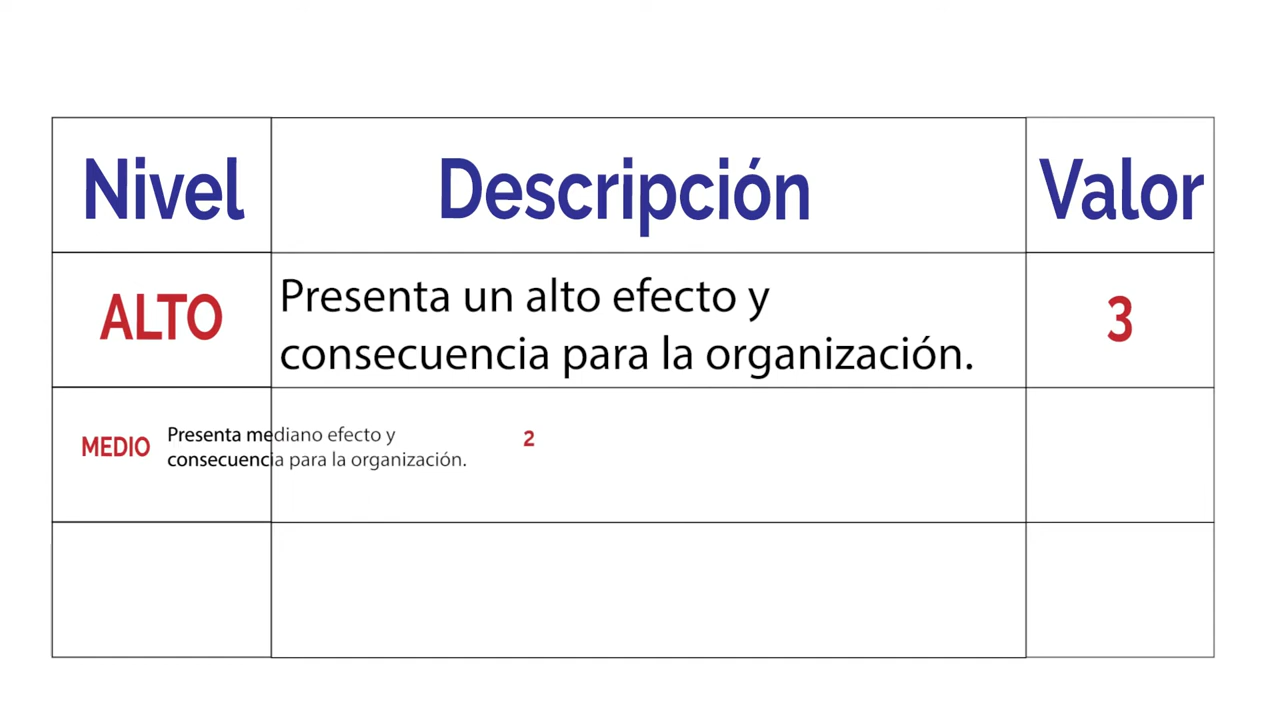 Nivel Descripción Valor
ALTO Presenta un alto efecto y 3
consecuencia para la organización.
MEDIO Presenta mediano efecto y 2
consecuencia para la organización.